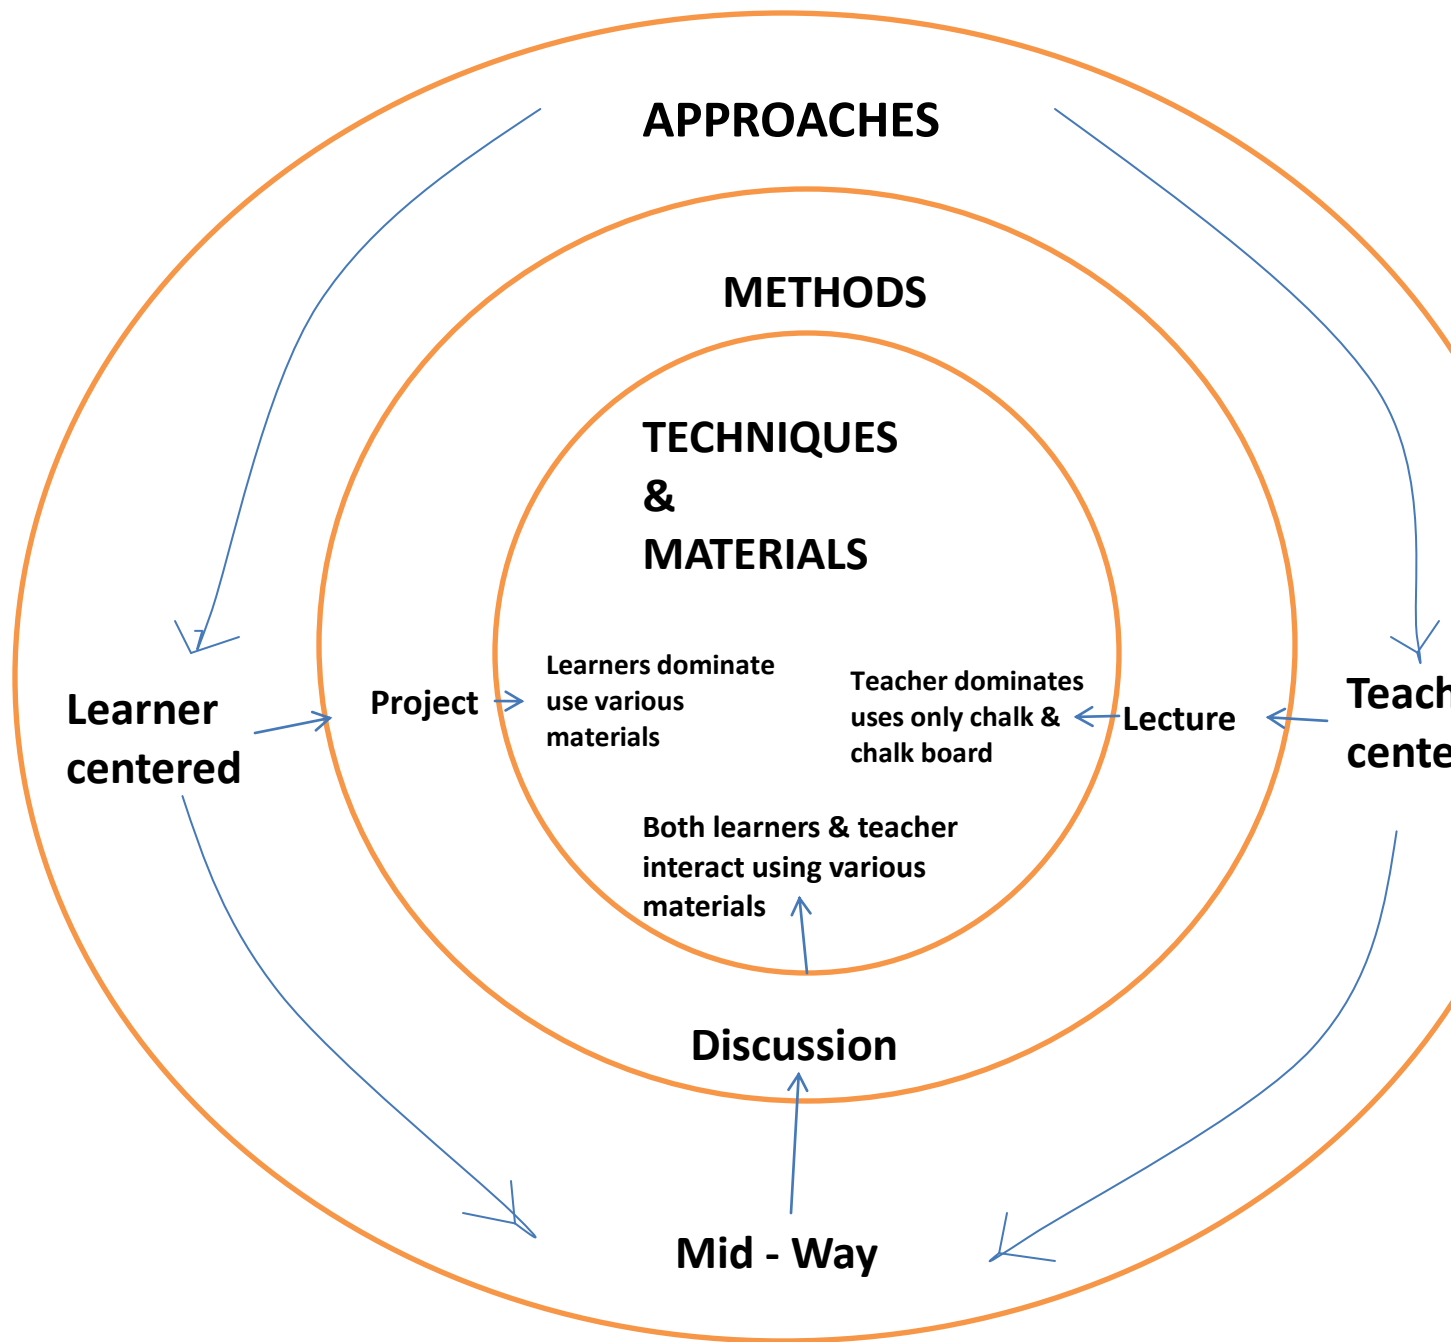 APPROACHES
METHODS
TECHNIQUES
&
MATERIALS
Learner
centered
Project
Learners dominate
use various
materials
Teacher dominates
uses only chalk &
chalk board
Lecture
Both learners & teacher
interact using various
materials
Discussion
Mid - Way